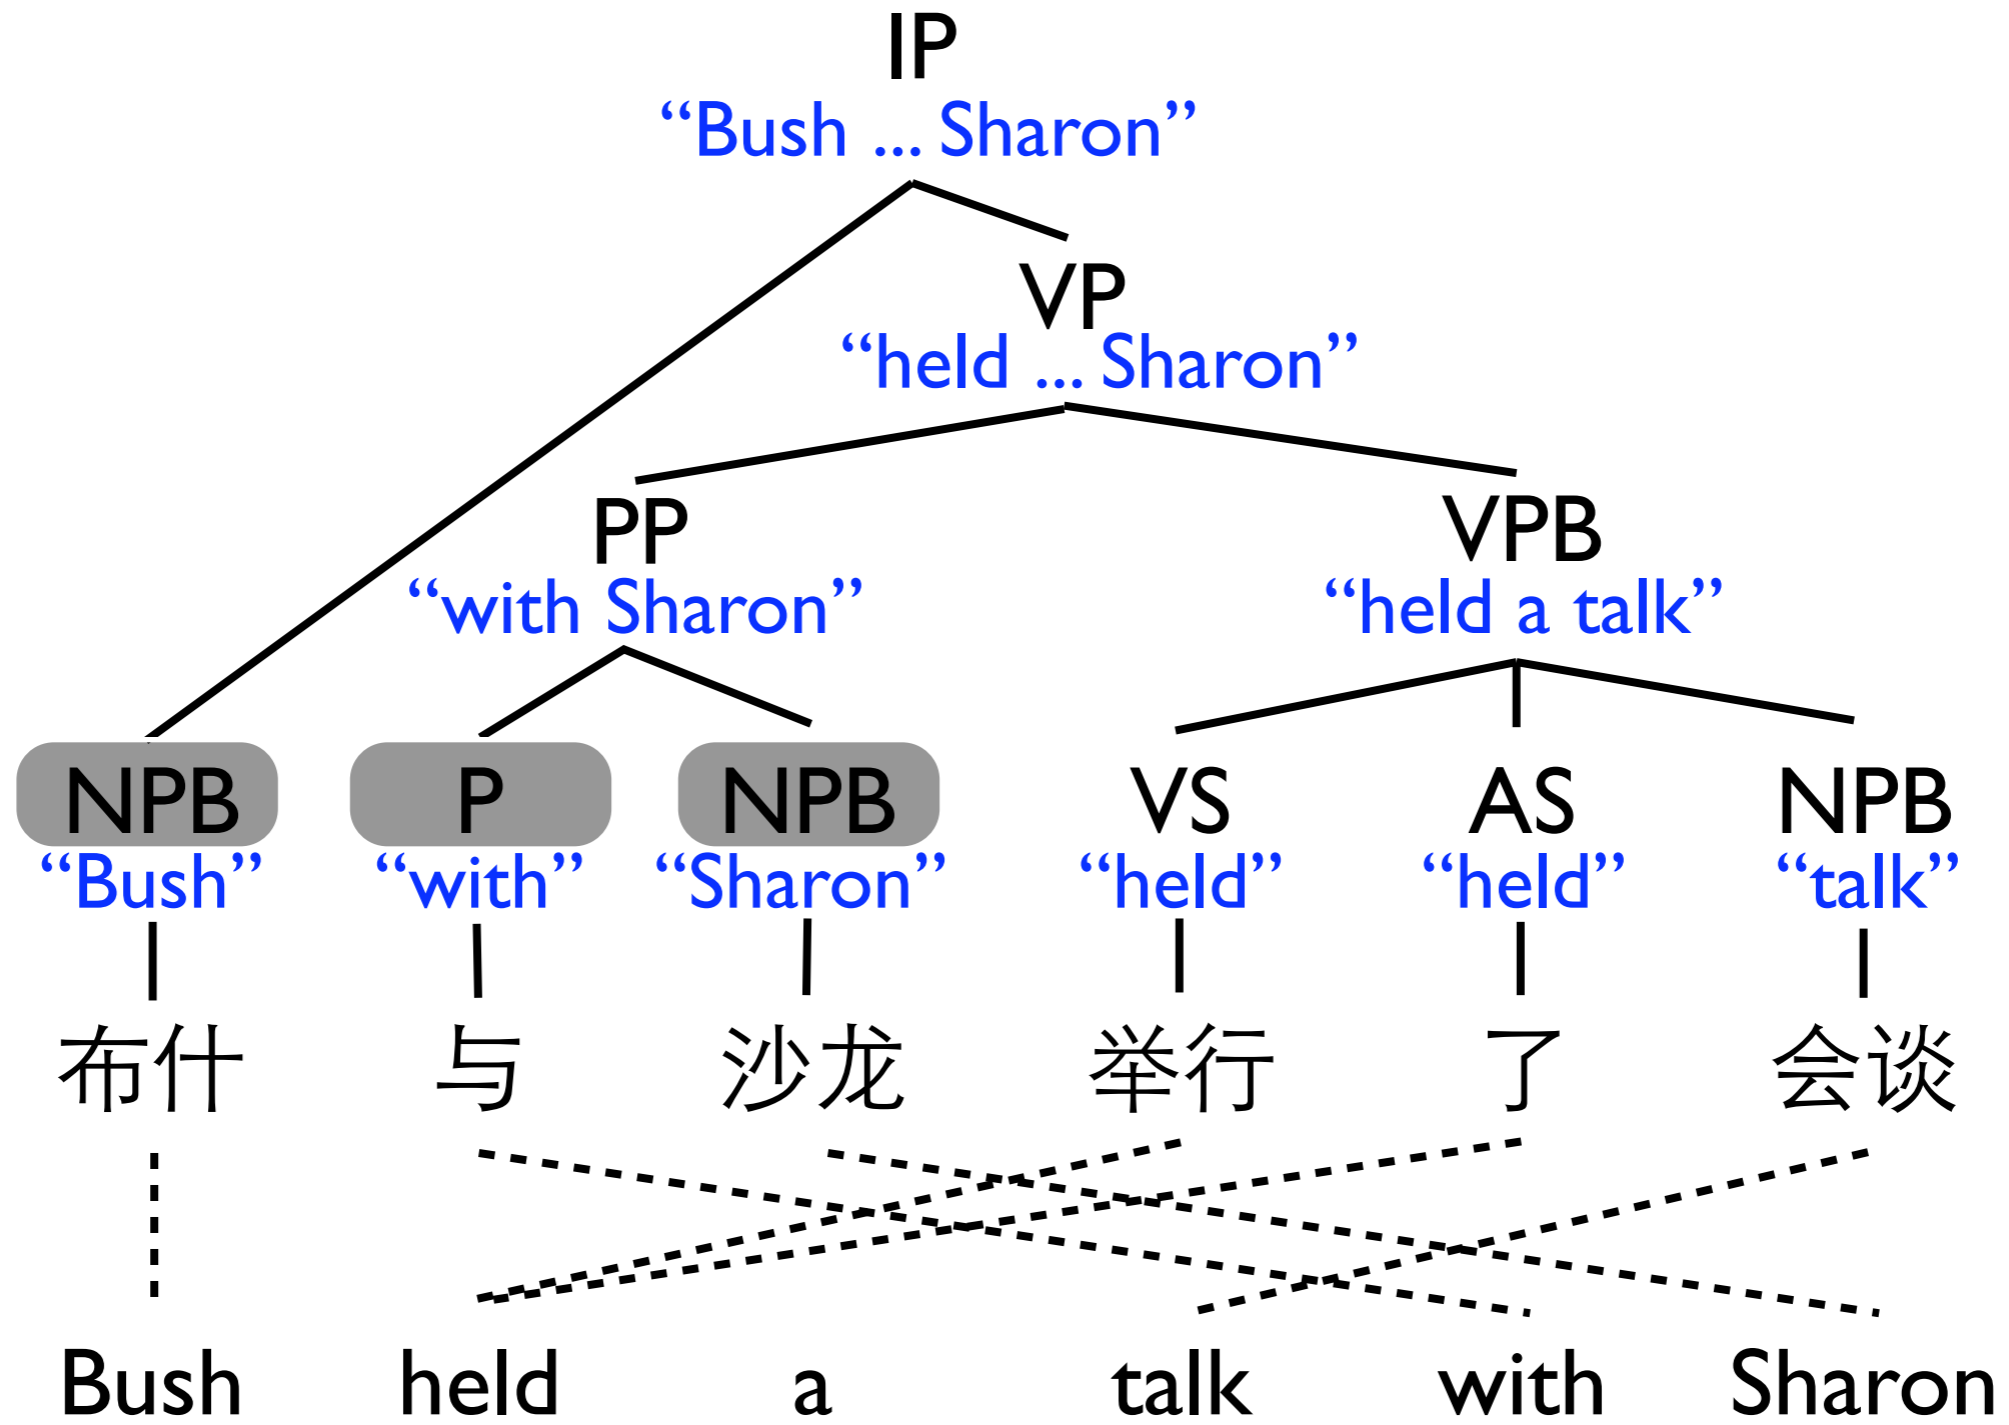 IP
“Bush ... Sharon”
VP
“held ... Sharon”
PP VPB
“with Sharon” “held a talk”
NPB P NPB VS AS NPB
“Bush” “with” “Sharon” “held” “held” “talk”
布什 与 沙龙 举行 了 会谈
Bush held a talk with Sharon